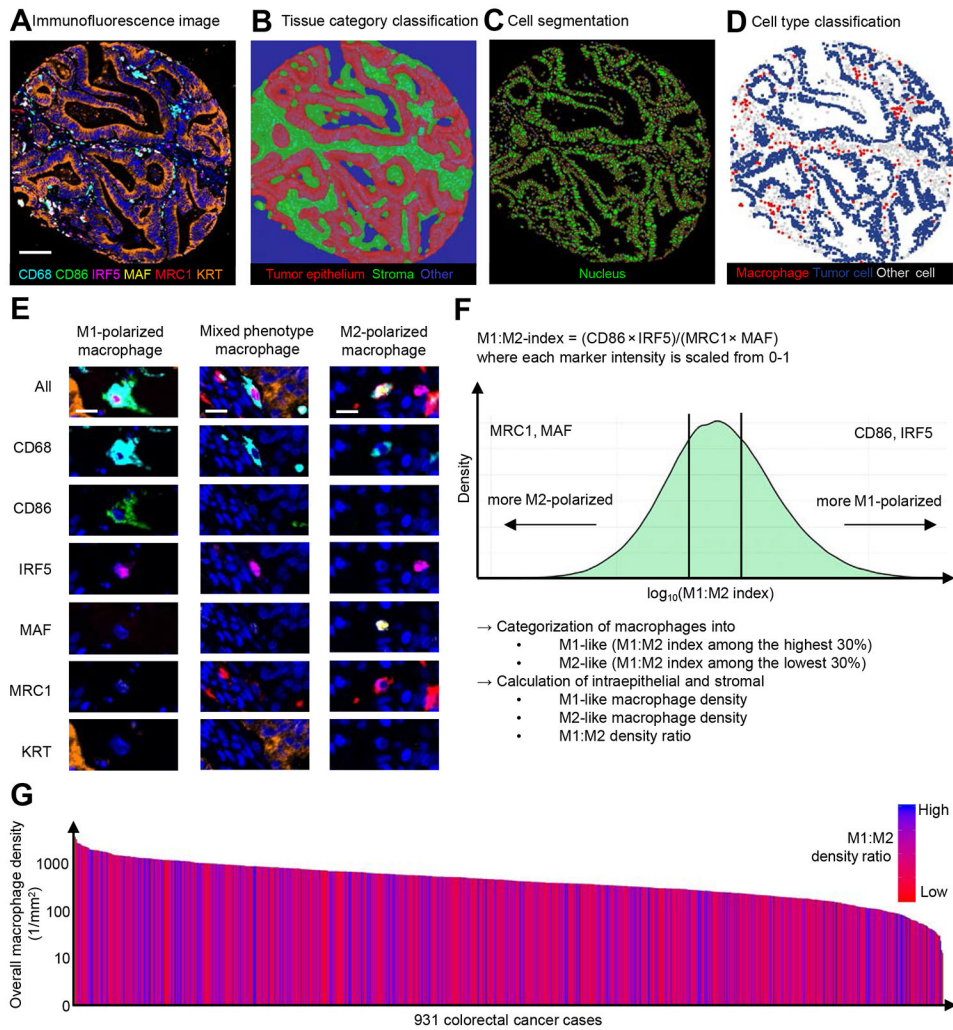 A Immunofluorescence image
B Tissue category classification
C Cell segmentation
D Cell type classification
CD68 CD86 IRF5 MAF MRC1 KRT
Tumor epithelium Stroma Other
Nucleus
Macrophage Tumor cell Other cell
E
M1-polarized
macrophage
Mixed phenotype
macrophage
M2-polarized
macrophage
All
CD68
CD86
IRF5
MAF
MRC1
KRT
F
M1:M2-index = (CD86 × IRF5)/(MRC1× MAF)
where each marker intensity is scaled from 0-1
Density
MRC1, MAF
CD86, IRF5
more M2-polarized
more M1-polarized
log₁₀(M1:M2 index)
→ Categorization of macrophages into
• M1-like (M1:M2 index among the highest 30%)
• M2-like (M1:M2 index among the lowest 30%)
→ Calculation of intraepithelial and stromal
• M1-like macrophage density
• M2-like macrophage density
• M1:M2 density ratio
G
Overall macrophage density
(1/mm²)
1000
100
10
0
M1:M2
density ratio
High
Low
931 colorectal cancer cases